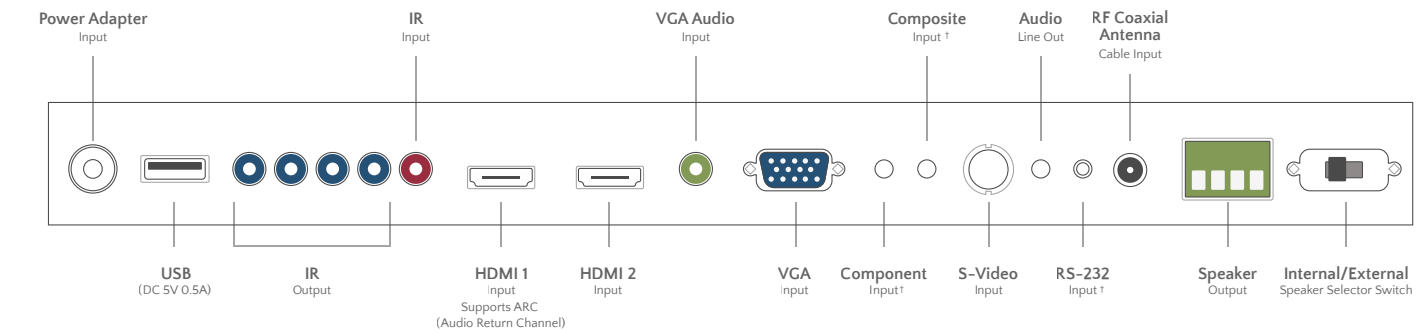 Power Adapter
Input
IR
Input
VGA Audio
Input
Composite
Input †
Audio
Line Out
RF Coaxial
Antenna
Cable Input
USB
(DC 5V 0.5A)
IR
Output
HDMI 1
Input
Supports ARC
(Audio Return Channel)
HDMI 2
Input
VGA
Input
Component
Input†
S-Video
Input
RS-232
Input †
Speaker
Output
Internal/External
Speaker Selector Switch